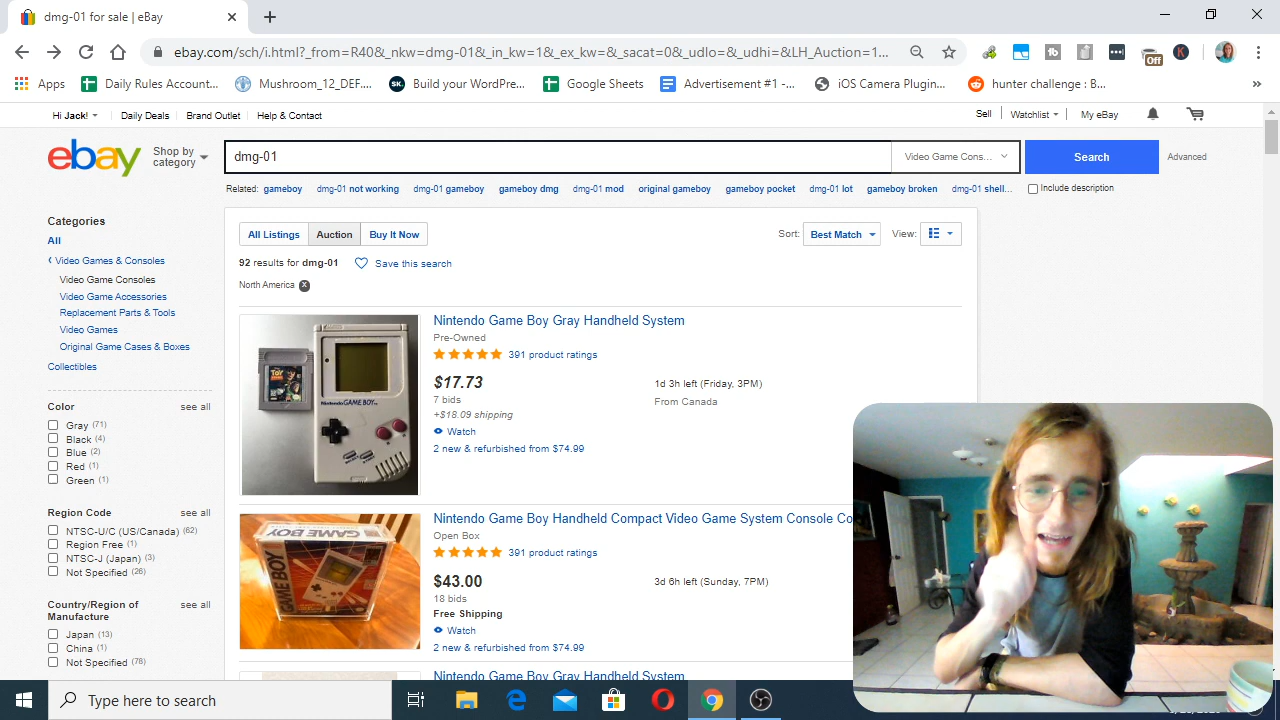 dmg-01 for sale | eBay
ebay.com/sch/i.html?_from=R40&_nkw=dmg-01&_in_kw=1&_ex_kw=&_sacat=0&_udlo=&_udhi=&LH_Auction=1...
Off
K
Apps
Daily Rules Account...
Mushroom_12_DEF....
SK.
Build your WordPre...
Google Sheets
Advertisement #1 -...
iOS Camera Plugin...
hunter challenge : B...
Hi Jack!
Daily Deals
Brand Outlet
Help & Contact
Sell
Watchlist
My eBay
ebay
Shop by
category
dmg-01
Video Game Cons...
Search
Advanced
Related: gameboy dmg-01 not working dmg-01 gameboy gameboy dmg dmg-01 mod original gameboy gameboy pocket dmg-01 lot gameboy broken dmg-01 shell...
Include description
Categories
All
Video Games & Consoles
Video Game Consoles
Video Game Accessories
Replacement Parts & Tools
Video Games
Original Game Cases & Boxes
Collectibles
Color see all
Gray (71)
Black (4)
Blue (2)
Red (1)
Green (1)
Region Code see all
NTSC-U/C (US/Canada) (62)
Region Free (1)
NTSC-J (Japan) (3)
Not Specified (26)
Country/Region of
Manufacture see all
Japan (13)
China (1)
Not Specified (78)
All Listings Auction Buy It Now
Sort: Best Match
View:
92 results for dmg-01
Save this search
North America X
Nintendo Game Boy Gray Handheld System
Pre-Owned
391 product ratings
$17.73
7 bids
+$18.09 shipping
Watch
2 new & refurbished from $74.99
1d 3h left (Friday, 3PM)
From Canada
TOY
Nintendo GAME BOY
Nintendo Game Boy Handheld Compact Video Game System Console Co
Open Box
391 product ratings
$43.00
18 bids
Free Shipping
Watch
2 new & refurbished from $74.99
3d 6h left (Sunday, 7PM)
GAME BOY
GAME BOY
Nintendo Game Boy Gray Handheld System
Type here to search